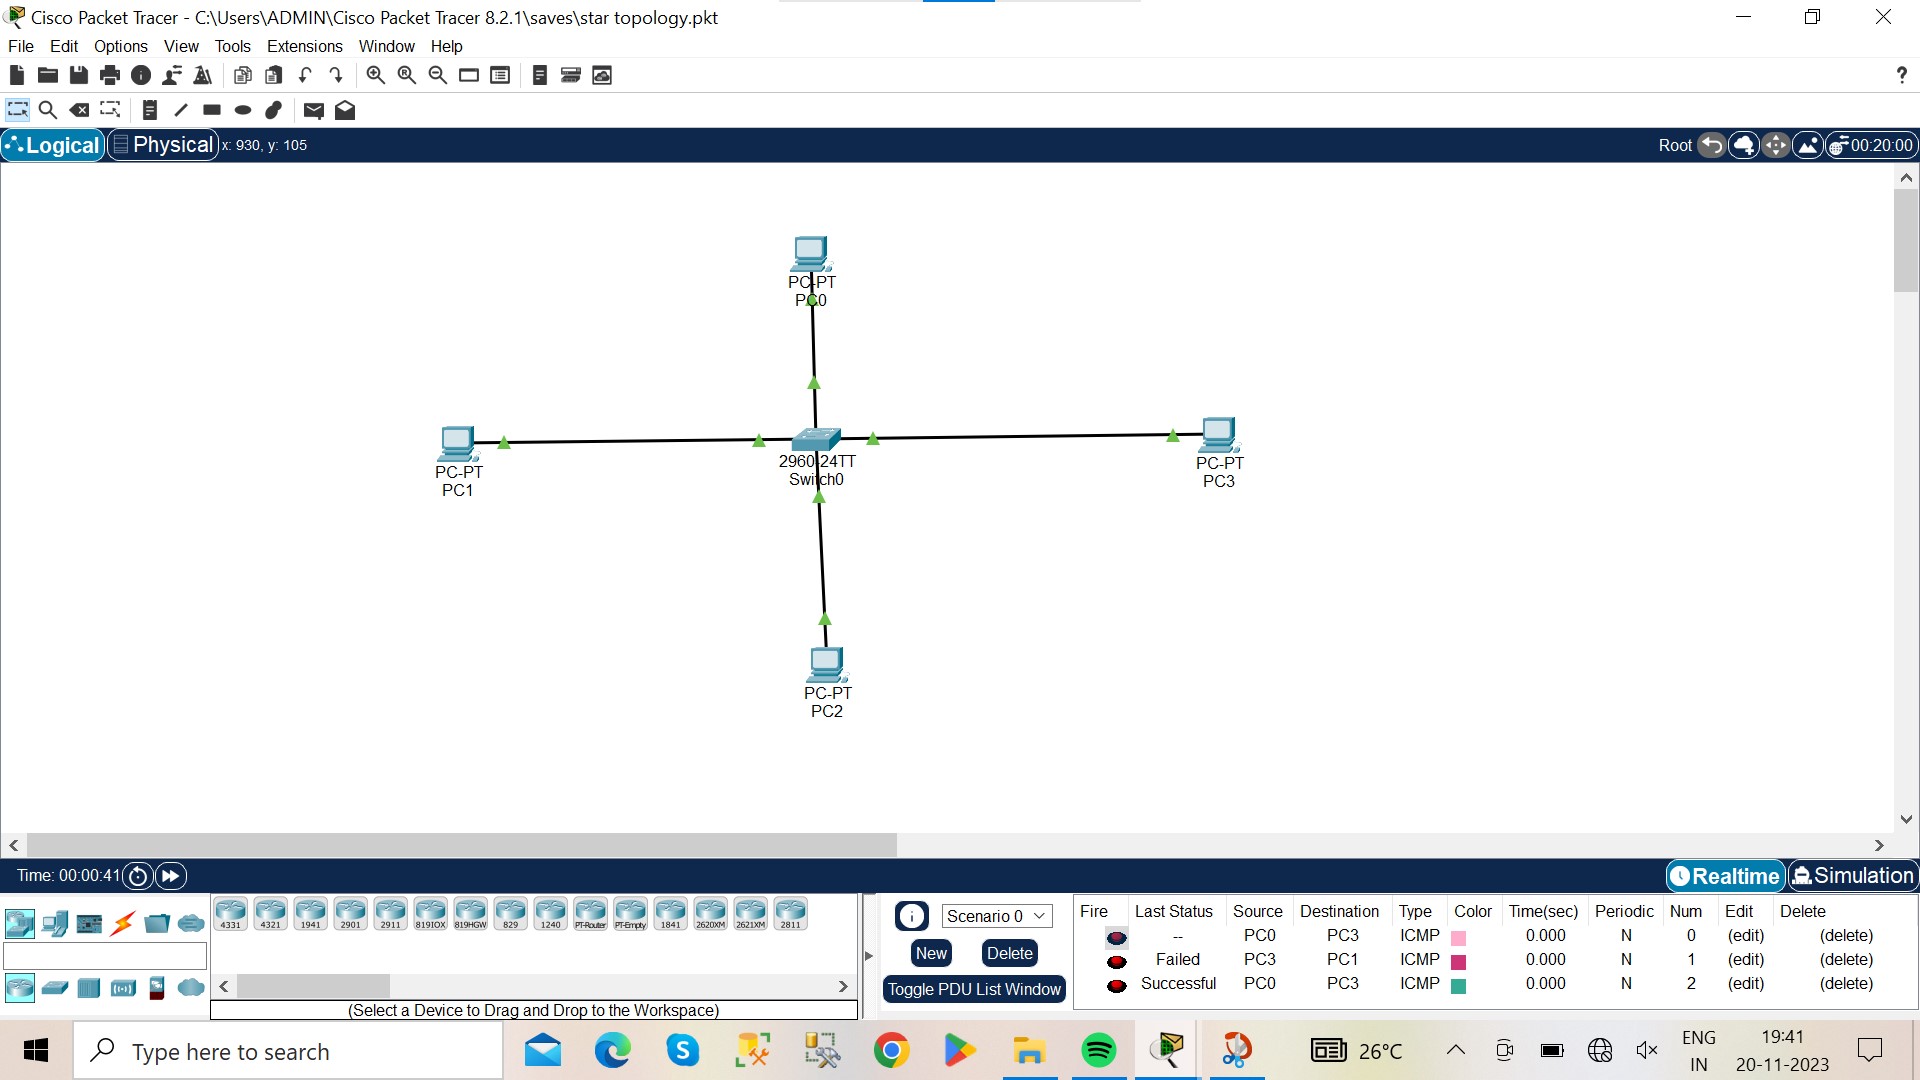 Cisco Packet Tracer - C:\Users\ADMIN\Cisco Packet Tracer 8.2.1\saves\star topology.pkt
File Edit Options View Tools Extensions Window Help
?
Logical Physical x: 930, y: 105 Root 00:20:00
PC-PT
PC0
PC-PT
PC1
2960-24TT
Switch0
PC-PT
PC3
PC-PT
PC2
Time: 00:00:41 Realtime Simulation
4331 4321 1941 2901 2911 819IOX 819HGW 829 1240 PT-Router PT-Empty 1841 2620XM 2621XM 2811
(Select a Device to Drag and Drop to the Workspace)
Scenario 0
New Delete
Toggle PDU List Window
Fire Last Status Source Destination Type Color Time(sec) Periodic Num Edit Delete
-- PC0 PC3 ICMP 0.000 N 0 (edit) (delete)
Failed PC3 PC1 ICMP 0.000 N 1 (edit) (delete)
Successful PC0 PC3 ICMP 0.000 N 2 (edit) (delete)
Type here to search
26°C
ENG
IN
19:41
20-11-2023